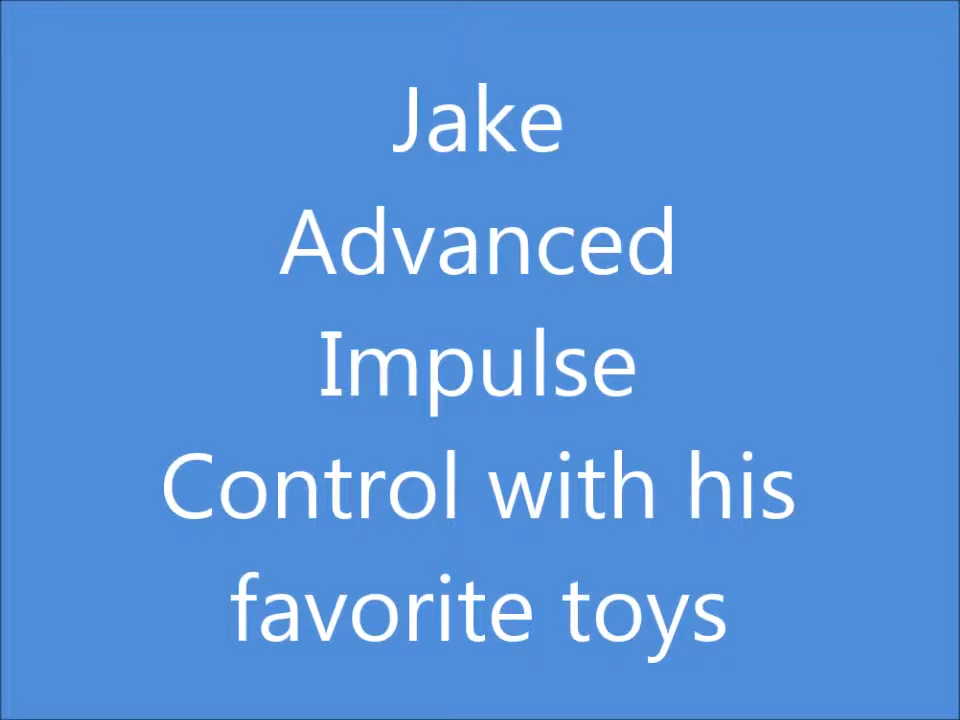 Jake
Advanced
Impulse
Control with his
favorite toys